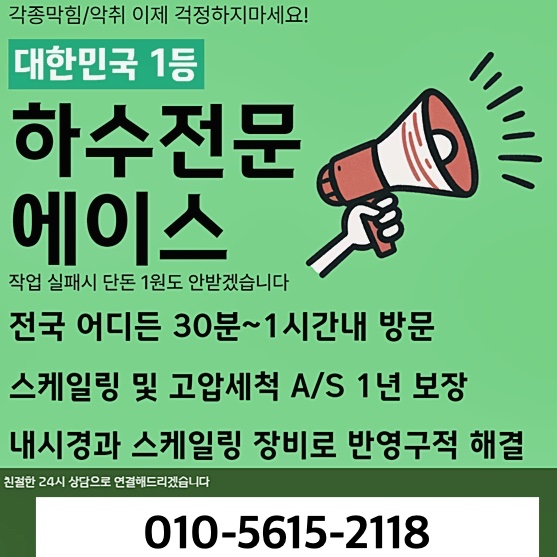 각종막힘/악취 이제 걱정하지마세요!
대한민국 1등
하수전문
에이스
작업 실패시 단돈 1원도 안받겠습니다
전국 어디든 30분~1시간내 방문
스케일링 및 고압세척 A/S 1년 보장
내시경과 스케일링 장비로 반영구적 해결
친절한 24시 상담으로 연결해드리겠습니다
010-5615-2118